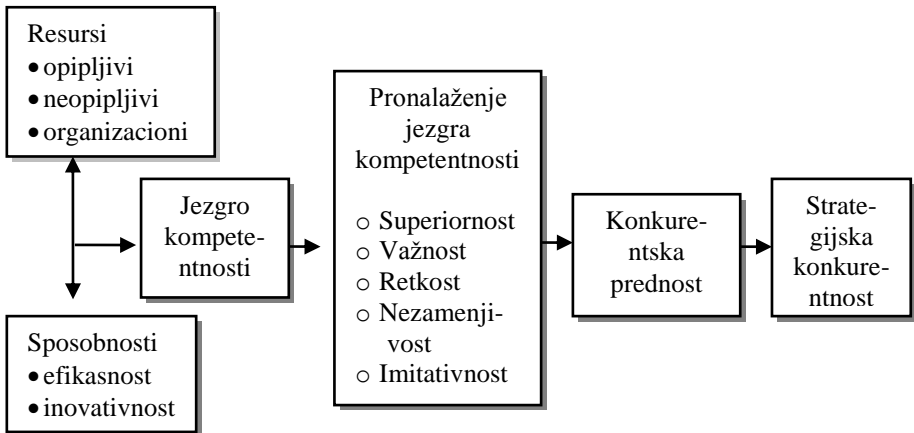 Resursi
• opipljivi
• neopipljivi
• organizacioni
Sposobnosti
• efikasnost
• inovativnost
Jezgro
kompete-
ntnosti
Pronalaženje
jezgra
kompetentnosti
o Superiornost
o Važnost
o Retkost
o Nezamenji-
vost
o Imitativnost
Konkure-
ntska
prednost
Strate-
gijska
konkure-
ntnost